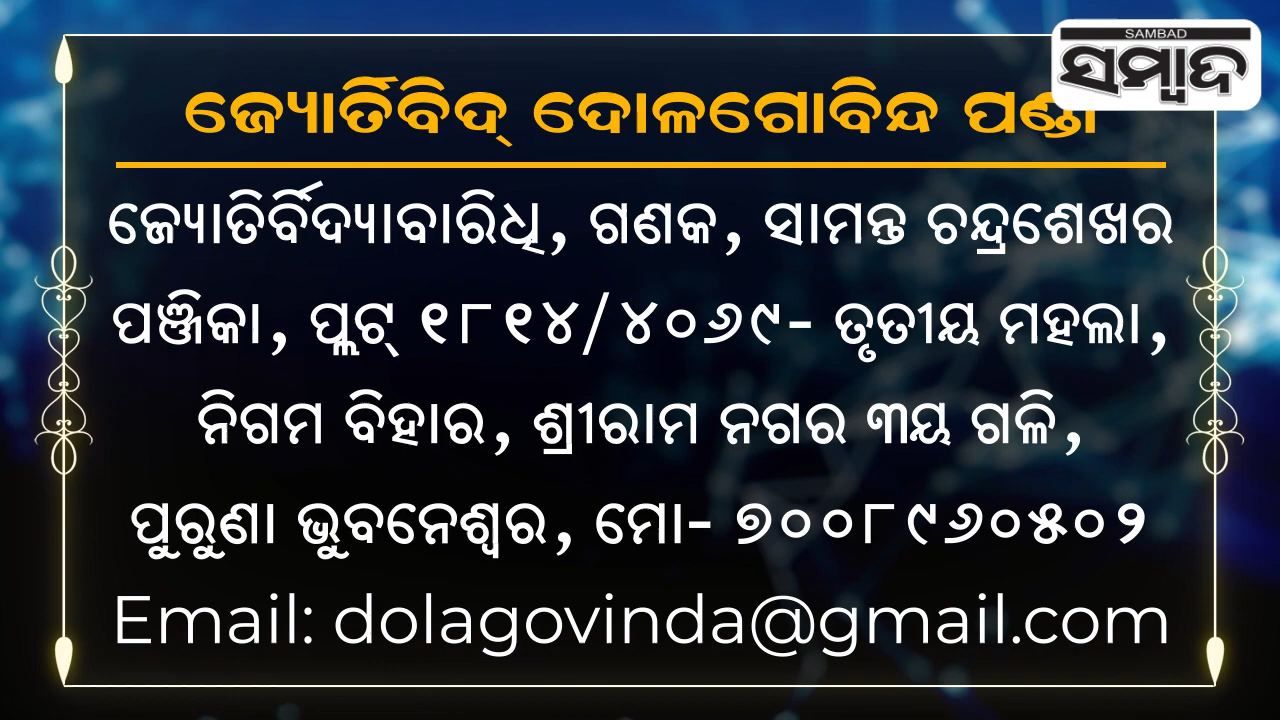 SAMBAD
ସମ୍ବାଦ
ଜ୍ୟୋର୍ତିବିଦ୍ ଦୋଳଗୋବିନ୍ଦ ପଣ୍ଡା
ଜ୍ୟୋତିର୍ବିଦ୍ୟାବାରିଧି, ଗଣକ, ସାମନ୍ତ ଚନ୍ଦ୍ରଶେଖର
ପଞ୍ଜିକା, ପ୍ଲଟ୍ ୧୮୧୪/୪୦୬୯- ତୃତୀୟ ମହଲା,
ନିଗମ ବିହାର, ଶ୍ରୀରାମ ନଗର ୩ୟ ଗଳି,
ପୁରୁଣା ଭୁବନେଶ୍ୱର, ମୋ- ୭୦୦୮୯୬୦୫୦୨
Email: dolagovinda@gmail.com